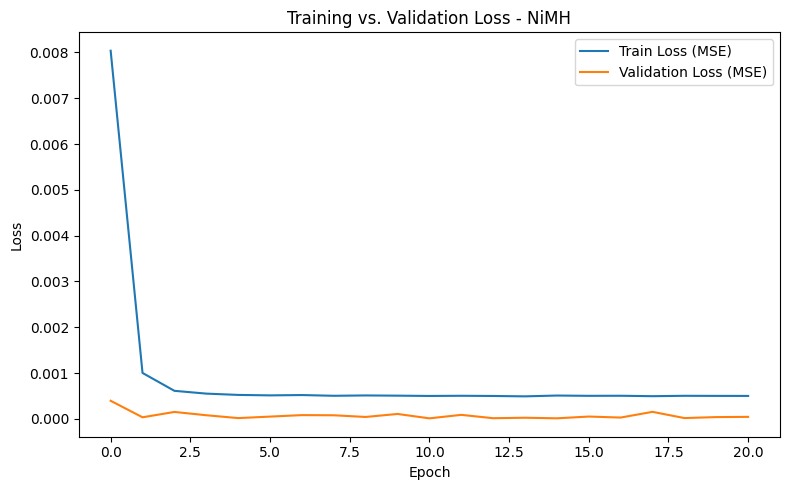 Training vs. Validation Loss - NiMH
Train Loss (MSE)
Validation Loss (MSE)
Loss
0.008
0.007
0.006
0.005
0.004
0.003
0.002
0.001
0.000
0.0 2.5 5.0 7.5 10.0 12.5 15.0 17.5 20.0
Epoch